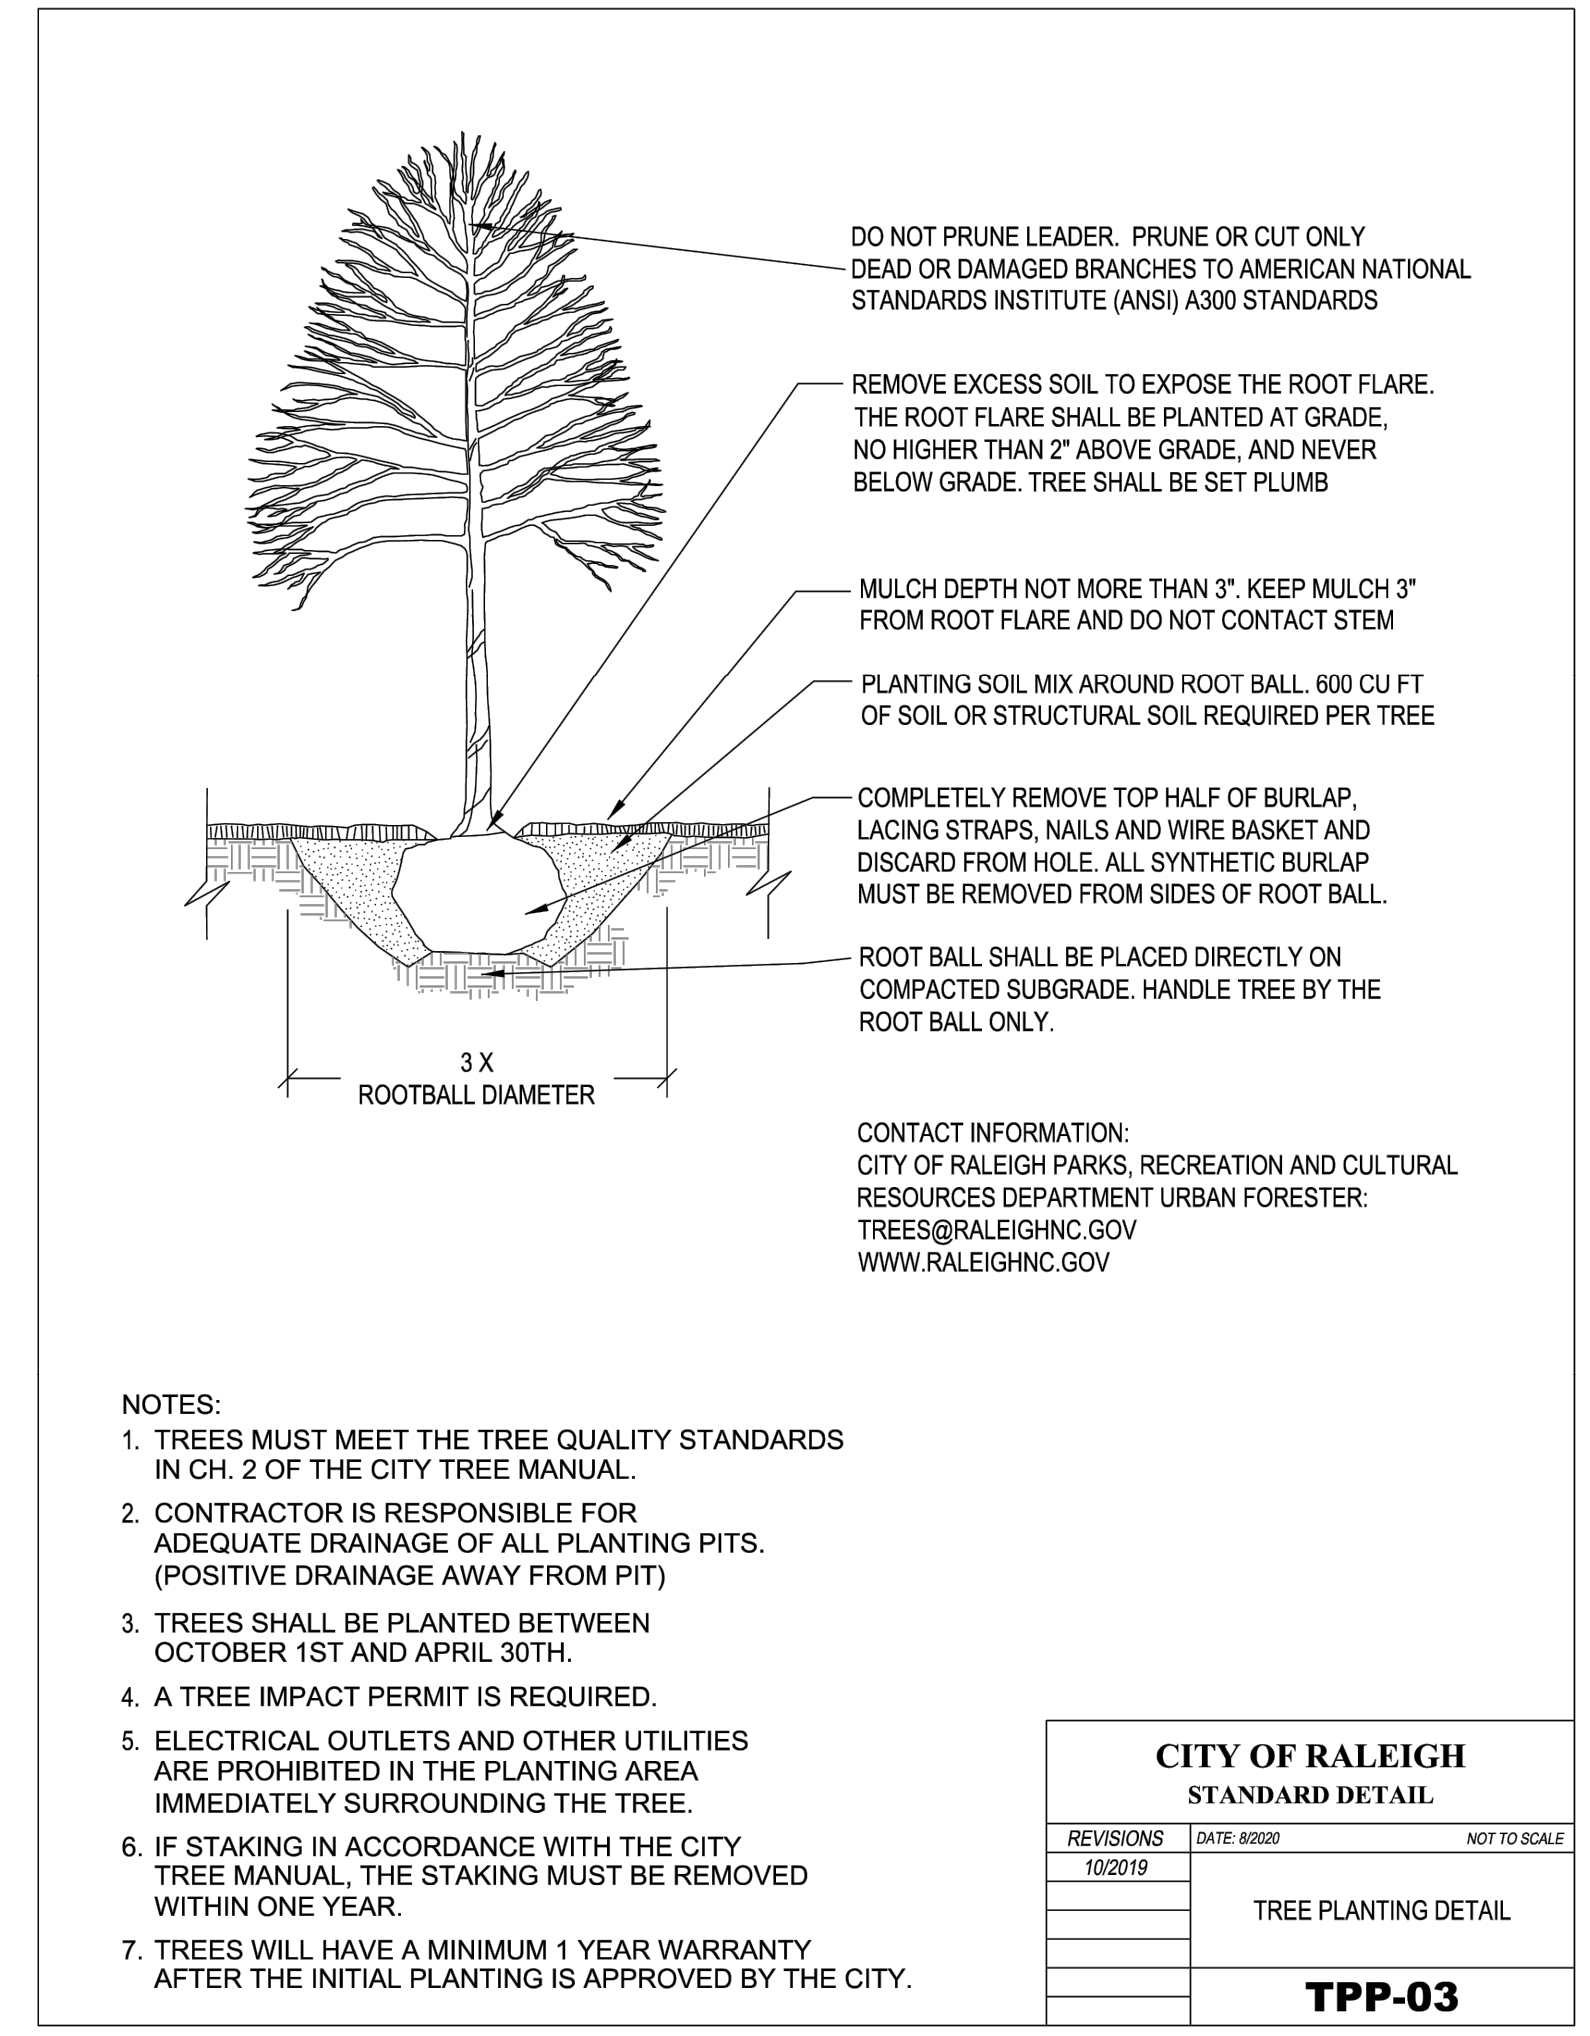 DO NOT PRUNE LEADER. PRUNE OR CUT ONLY
DEAD OR DAMAGED BRANCHES TO AMERICAN NATIONAL
STANDARDS INSTITUTE (ANSI) A300 STANDARDS
REMOVE EXCESS SOIL TO EXPOSE THE ROOT FLARE.
THE ROOT FLARE SHALL BE PLANTED AT GRADE,
NO HIGHER THAN 2" ABOVE GRADE, AND NEVER
BELOW GRADE. TREE SHALL BE SET PLUMB
MULCH DEPTH NOT MORE THAN 3". KEEP MULCH 3"
FROM ROOT FLARE AND DO NOT CONTACT STEM
PLANTING SOIL MIX AROUND ROOT BALL. 600 CU FT
OF SOIL OR STRUCTURAL SOIL REQUIRED PER TREE
COMPLETELY REMOVE TOP HALF OF BURLAP,
LACING STRAPS, NAILS AND WIRE BASKET AND
DISCARD FROM HOLE. ALL SYNTHETIC BURLAP
MUST BE REMOVED FROM SIDES OF ROOT BALL.
ROOT BALL SHALL BE PLACED DIRECTLY ON
COMPACTED SUBGRADE. HANDLE TREE BY THE
ROOT BALL ONLY.
3 X
ROOTBALL DIAMETER
CONTACT INFORMATION:
CITY OF RALEIGH PARKS, RECREATION AND CULTURAL
RESOURCES DEPARTMENT URBAN FORESTER:
TREES@RALEIGHNC.GOV
WWW.RALEIGHNC.GOV
NOTES:
1. TREES MUST MEET THE TREE QUALITY STANDARDS
IN CH. 2 OF THE CITY TREE MANUAL.
2. CONTRACTOR IS RESPONSIBLE FOR
ADEQUATE DRAINAGE OF ALL PLANTING PITS.
(POSITIVE DRAINAGE AWAY FROM PIT)
3. TREES SHALL BE PLANTED BETWEEN
OCTOBER 1ST AND APRIL 30TH.
4. A TREE IMPACT PERMIT IS REQUIRED.
5. ELECTRICAL OUTLETS AND OTHER UTILITIES
ARE PROHIBITED IN THE PLANTING AREA
IMMEDIATELY SURROUNDING THE TREE.
6. IF STAKING IN ACCORDANCE WITH THE CITY
TREE MANUAL, THE STAKING MUST BE REMOVED
WITHIN ONE YEAR.
7. TREES WILL HAVE A MINIMUM 1 YEAR WARRANTY
AFTER THE INITIAL PLANTING IS APPROVED BY THE CITY.
CITY OF RALEIGH
STANDARD DETAIL
REVISIONS
DATE: 8/2020
NOT TO SCALE
10/2019
TREE PLANTING DETAIL
TPP-03